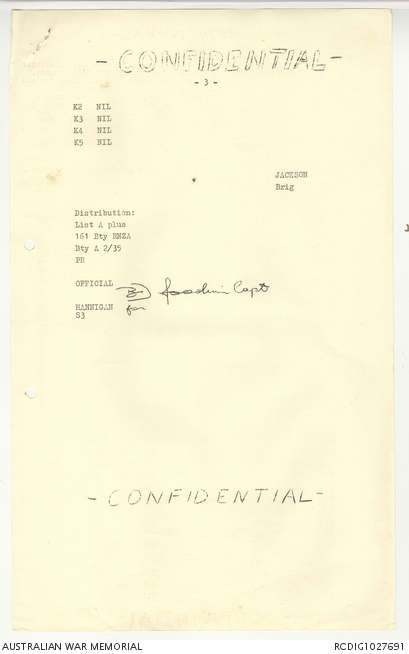 - CONFIDENTIAL -
- 3 -
K2 NIL
K3 NIL
K4 NIL
K5 NIL
JACKSON
Brig
Distribution:
List A plus
161 Bty RNZA
Bty A 2/35
PR
OFFICIAL
Capt
HANNIGAN for
S3
- CONFIDENTIAL -
AUSTRALIAN WAR MEMORIAL
RCDIG1027691